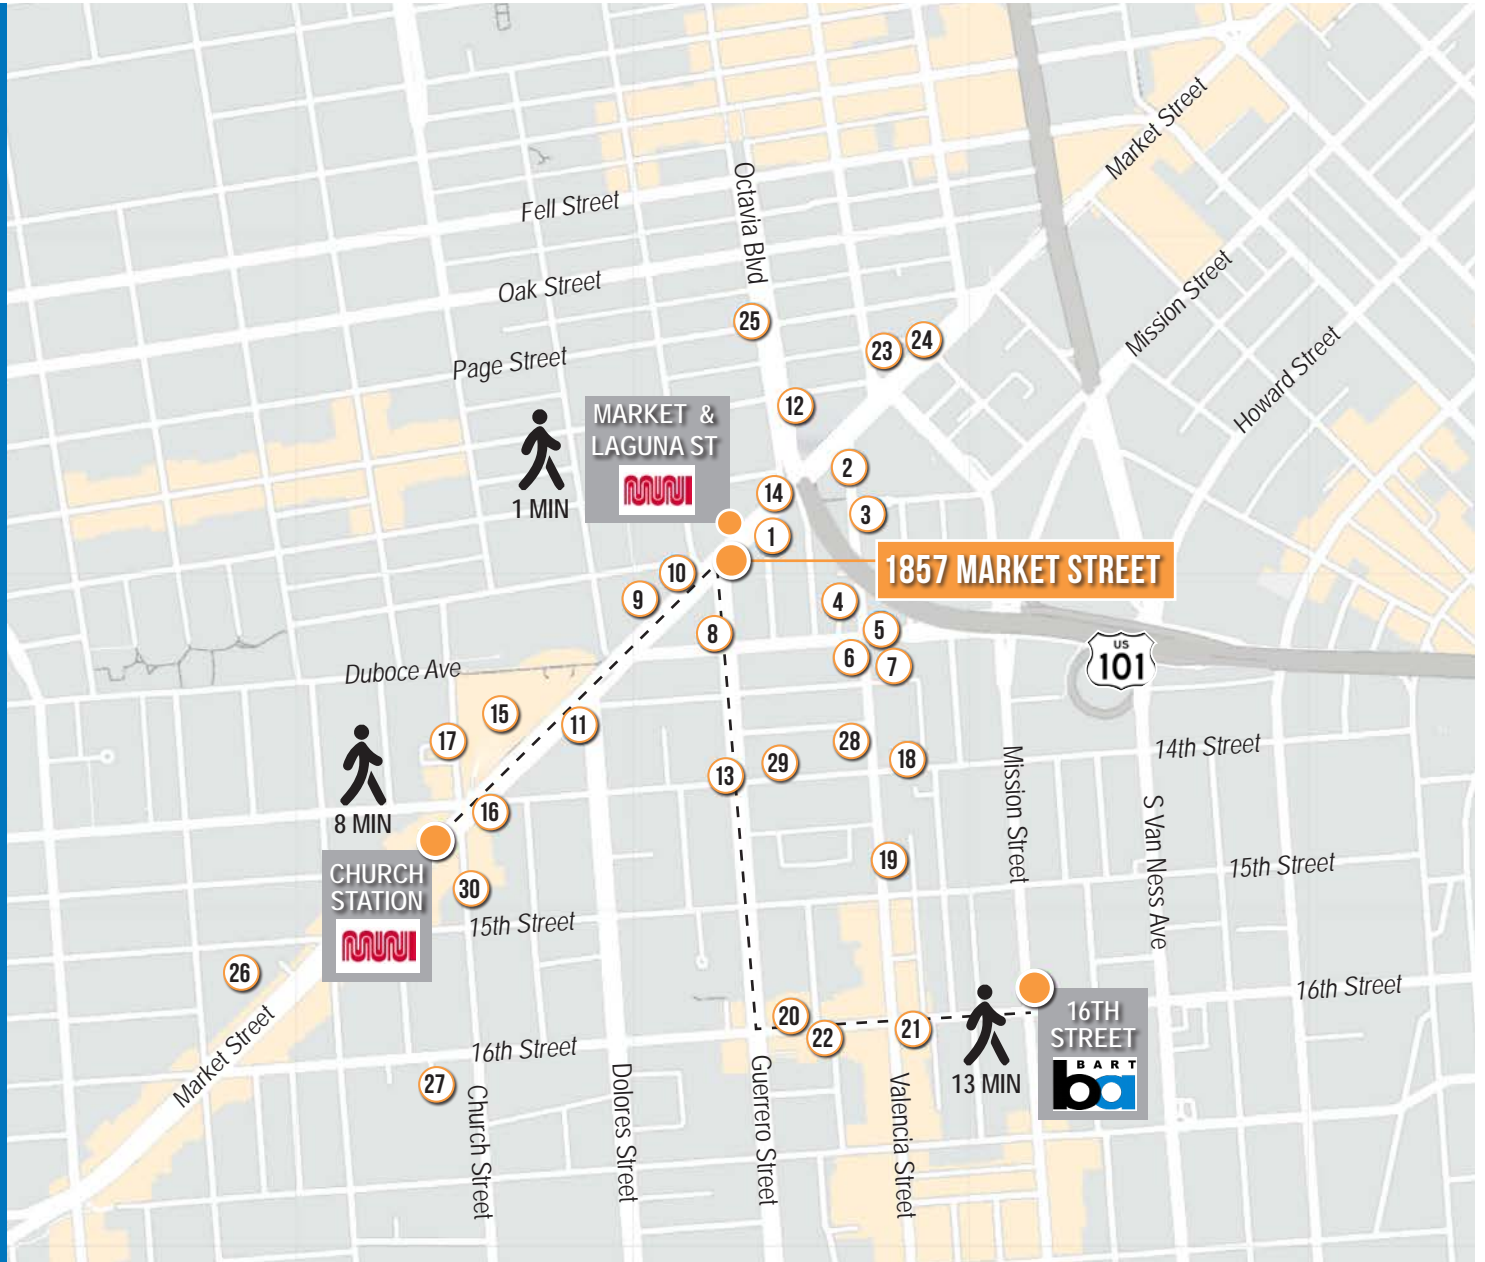 Market Street
Octavia Blvd
Fell Street
Oak Street
Mission Street
25
Howard Street
23
24
Page Street
12
MARKET &
LAGUNA ST
MUNI
1 MIN
2
14
3
1
1857 MARKET STREET
10
9
4
8
5
6
7
US
101
Duboce Ave
15
11
17
28
18
14th Street
29
13
Mission Street
16
8 MIN
S Van Ness Ave
19
15th Street
CHURCH
STATION
MUNI
30
15th Street
26
16th Street
20
22
21
16TH
STREET
BART
ba
13 MIN
Market Street
16th Street
27
Church Street
Dolores Street
Guerrero Street
Valencia Street